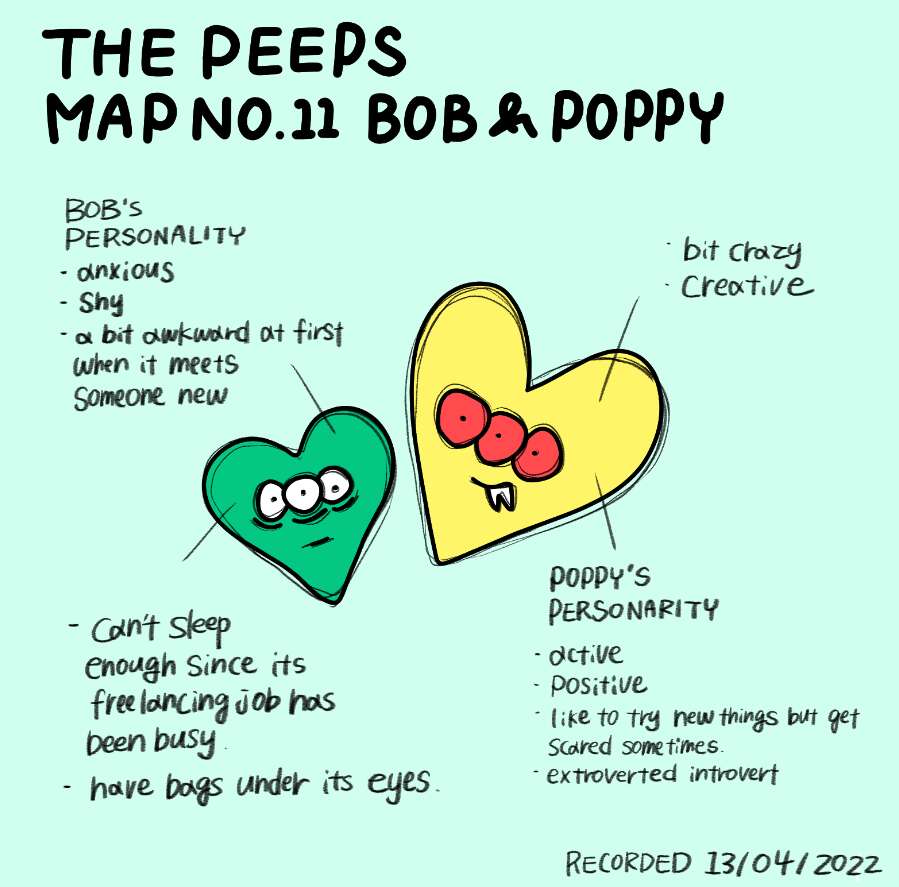 THE PEEPS
MAP NO.11 BOB & POPPY
BOB'S
PERSONALITY
- anxious
- shy
- a bit awkward at first
when it meets
someone new
- bit crazy
- creative
- Can't sleep
enough since its
freelancing job has
been busy.
- have bags under its eyes.
POPPY'S
PERSONARITY
- active
- positive
- like to try new things but get
scared sometimes.
- extroverted introvert
RECORDED 13/04/2022